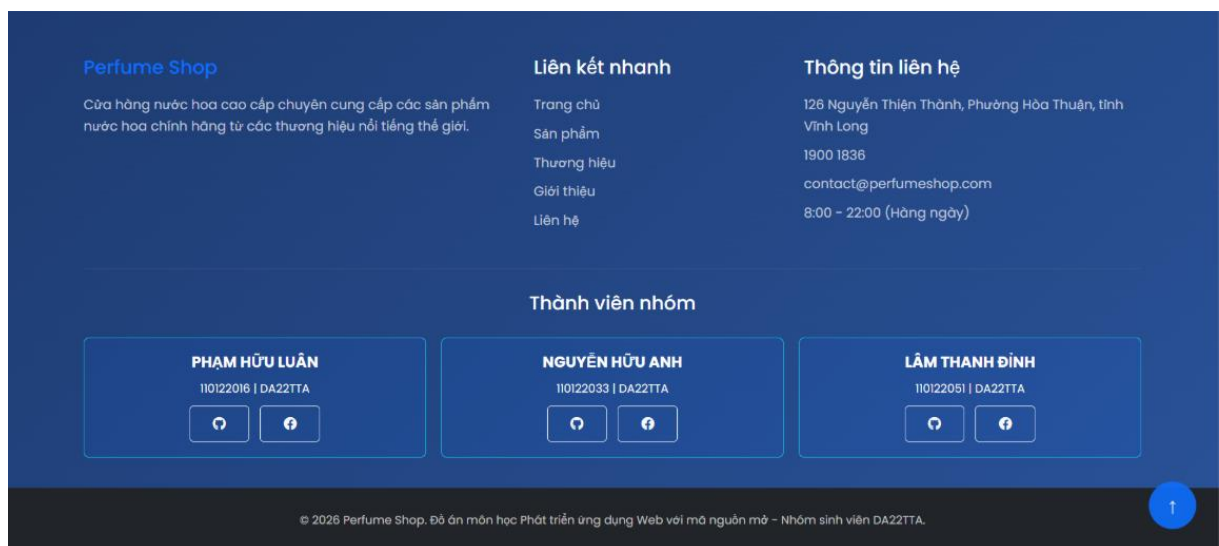 Perfume Shop
Cửa hàng nước hoa cao cấp chuyên cung cấp các sản phẩm
nước hoa chính hãng từ các thương hiệu nổi tiếng thế giới.
Liên kết nhanh
Trang chủ
Sản phẩm
Thương hiệu
Giới thiệu
Liên hệ
Thông tin liên hệ
126 Nguyễn Thiện Thành, Phường Hòa Thuận, tỉnh
Vĩnh Long
1900 1836
contact@perfumeshop.com
8:00 - 22:00 (Hàng ngày)
Thành viên nhóm
PHẠM HỮU LUÂN
110122016 | DA22TTA
NGUYỄN HỮU ANH
110122033 | DA22TTA
LÂM THANH ĐỈNH
110122051 | DA22TTA
© 2026 Perfume Shop. Đồ án môn học Phát triển ứng dụng Web với mã nguồn mở - Nhóm sinh viên DA22TTA.